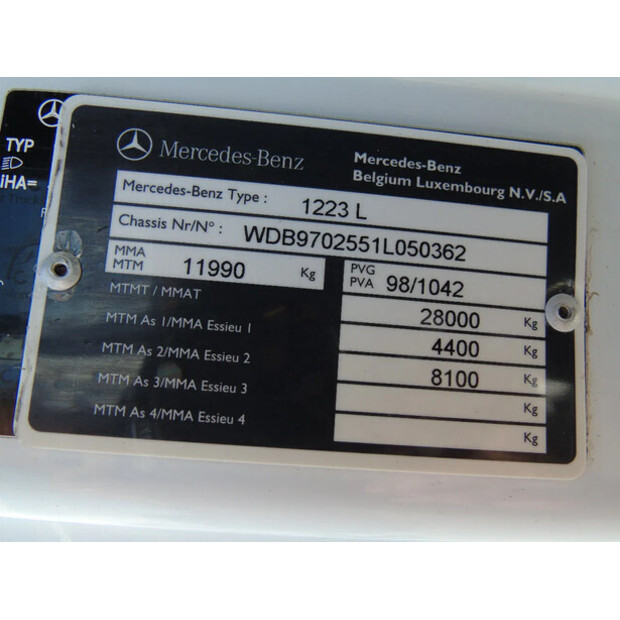 TYP
iHA=
Mercedes-Benz
Mercedes-Benz
Belgium Luxembourg N.V./S.A
Mercedes-Benz Type : 1223 L
Chassis Nr/N° : WDB9702551L050362
MMA
MTM 11990 Kg
PVG
PVA 98/1042
MTMT / MMAT 28000 Kg
MTM As 1/MMA Essieu 1 4400 Kg
MTM As 2/MMA Essieu 2 8100 Kg
MTM As 3/MMA Essieu 3 Kg
MTM As 4/MMA Essieu 4 Kg